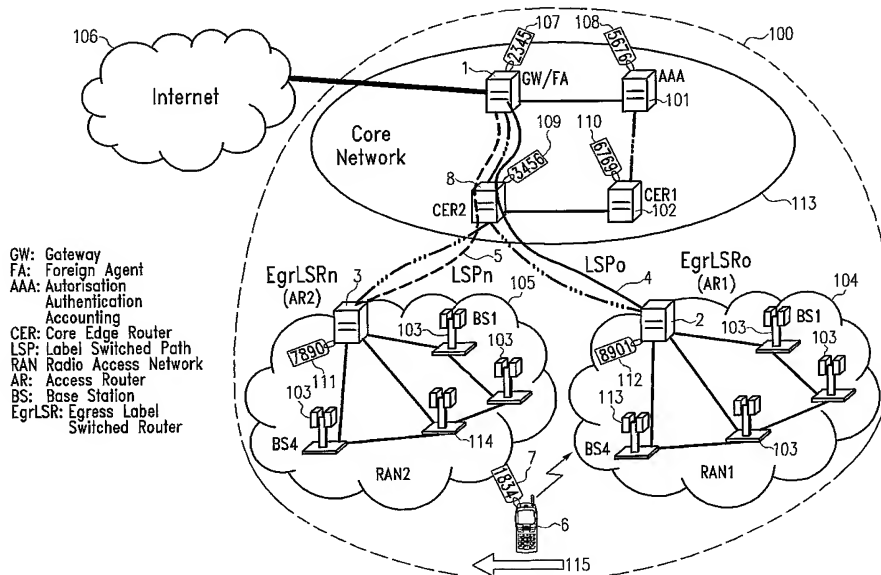 106
107
108
100
2345
5676
1
GW/FA
AAA
101
Internet
Core
Network
109
110
3456
6769
8
CER2
CER1
102
113
5
GW: Gateway
FA: Foreign Agent
AAA: Autorisation
Authentication
Accounting
CER: Core Edge Router
LSP: Label Switched Path
RAN Radio Access Network
AR: Access Router
BS: Base Station
EgrLSR: Egress Label
Switched Router
EgrLSRn
(AR2)
LSPn
LSPo
4
EgrLSRo
(AR1)
3
105
104
103
BS1
2
103
BS1
103
103
7890
111
8901
112
103
113
BS4
114
BS4
103
RAN2
RAN1
7
1834
6
115